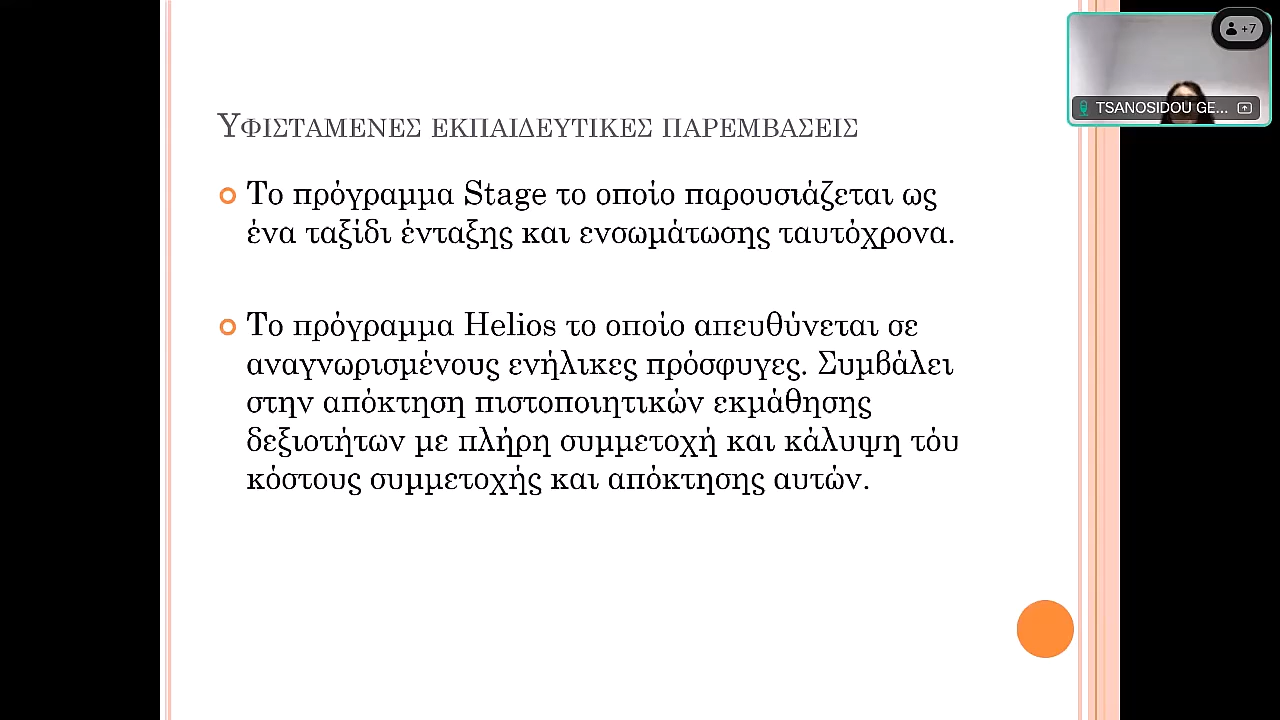 +7
TSANOSIDOU GE...
Υφισταμενες εκπαιδευτικες παρεμβασεις
Το πρόγραμμα Stage το οποίο παρουσιάζεται ως
ένα ταξίδι ένταξης και ενσωμάτωσης ταυτόχρονα.
Το πρόγραμμα Helios το οποίο απευθύνεται σε
αναγνωρισμένους ενήλικες πρόσφυγες. Συμβάλει
στην απόκτηση πιστοποιητικών εκμάθησης
δεξιοτήτων με πλήρη συμμετοχή και κάλυψη τόυ
κόστους συμμετοχής και απόκτησης αυτών.